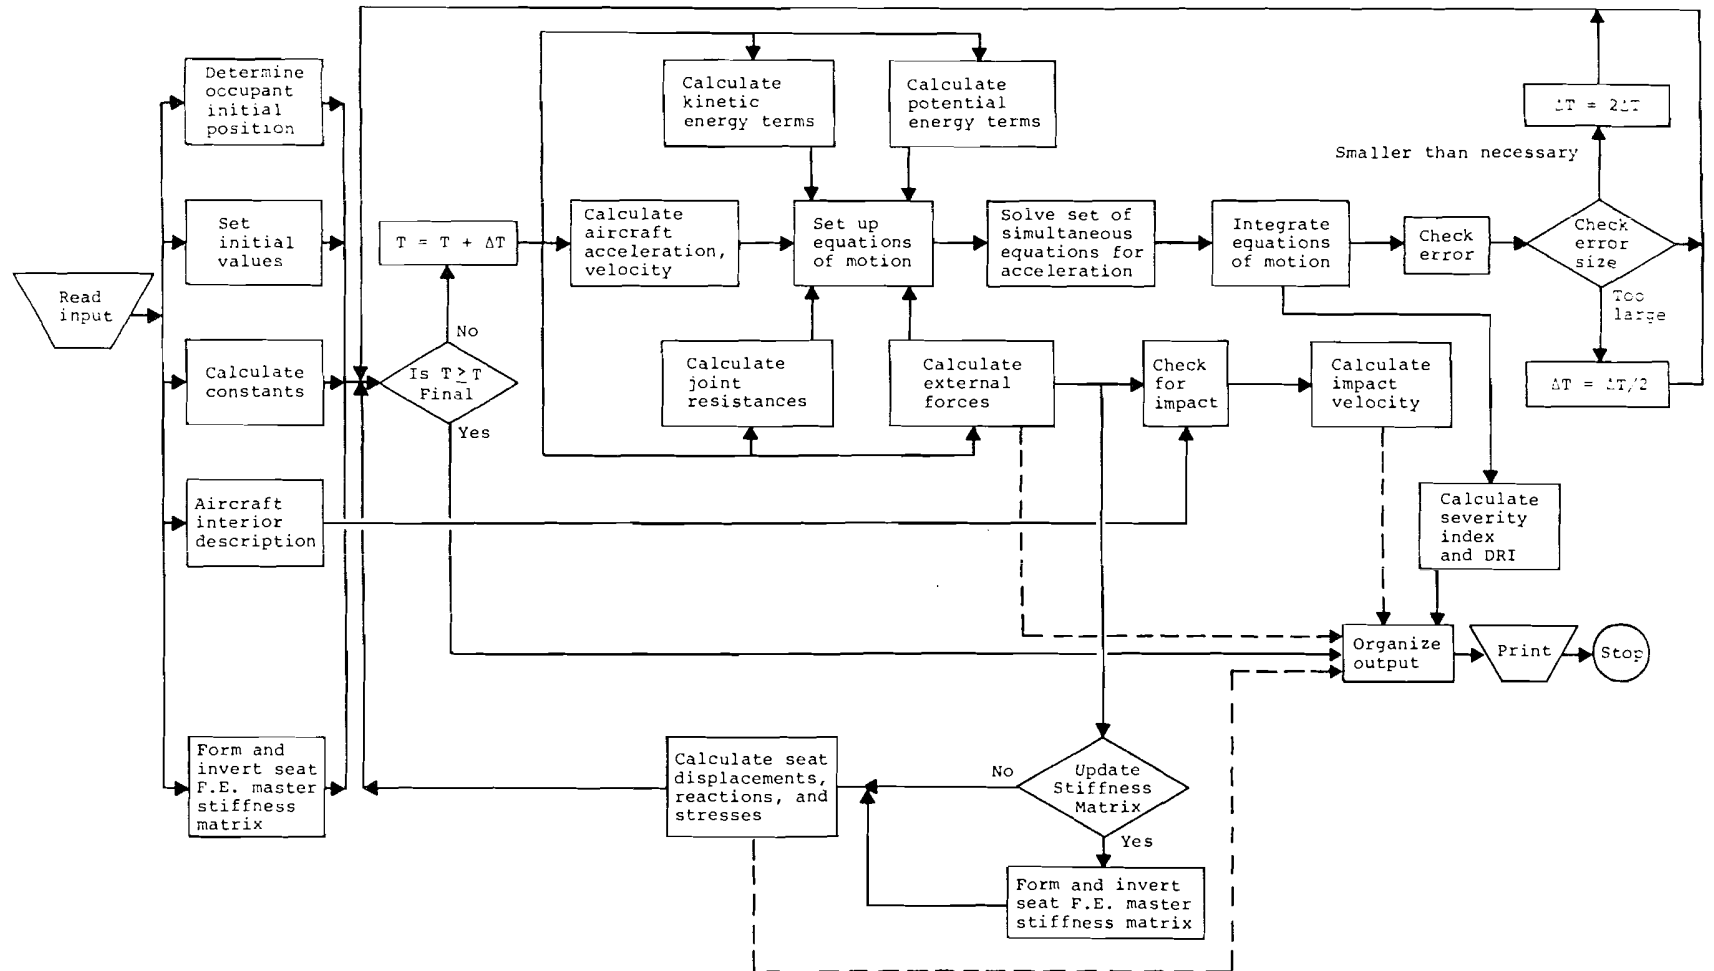 Determine
occupant
initial
position
Calculate
kinetic
energy terms
Calculate
potential
energy terms
ΔT = 2ΔT
Smaller than necessary
Set
initial
values
T = T + ΔT
Calculate
aircraft
acceleration,
velocity
Set up
equations
of motion
Solve set of
simultaneous
equations for
acceleration
Integrate
equations
of motion
Check
error
Check
error
size
Too
large
Read
input
No
Calculate
constants
Is T ≥ T
Final
Yes
Calculate
joint
resistances
Calculate
external
forces
Check
for
impact
Calculate
impact
velocity
ΔT = ΔT/2
Aircraft
interior
description
Calculate
severity
index
and DRI
Organize
output
Print
Stop
Form and
invert seat
F.E. master
stiffness
matrix
Calculate seat
displacements,
reactions, and
stresses
No
Update
Stiffness
Matrix
Yes
Form and invert
seat F.E. master
stiffness matrix